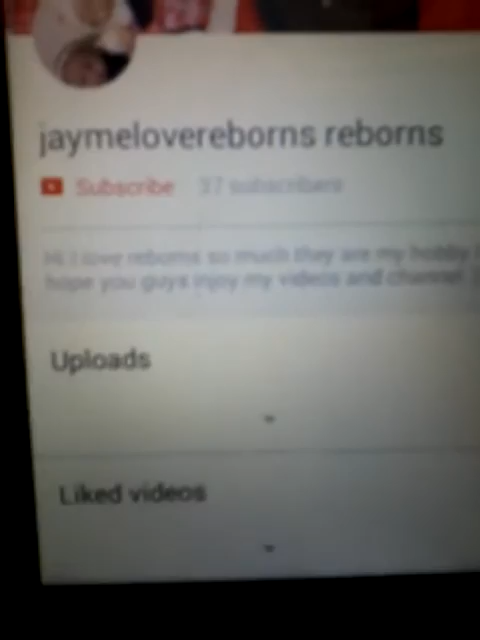 jaymelovereborns reborns
Subscribe 37 subscribers
Hi I love reborns so much they are my hobby
hope you guys injoy my videos and channel
Uploads
Liked videos